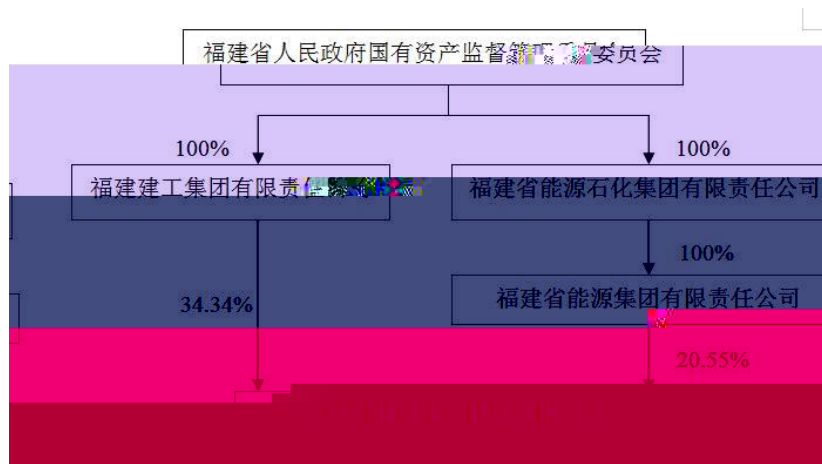 福建省人民政府国有资产监督 委员会
100% 100%
福建建工集团有限责 福建省能源石化集团有限责任公司
100%
34.34% 福建省能源集团有限责任公司
20.55%